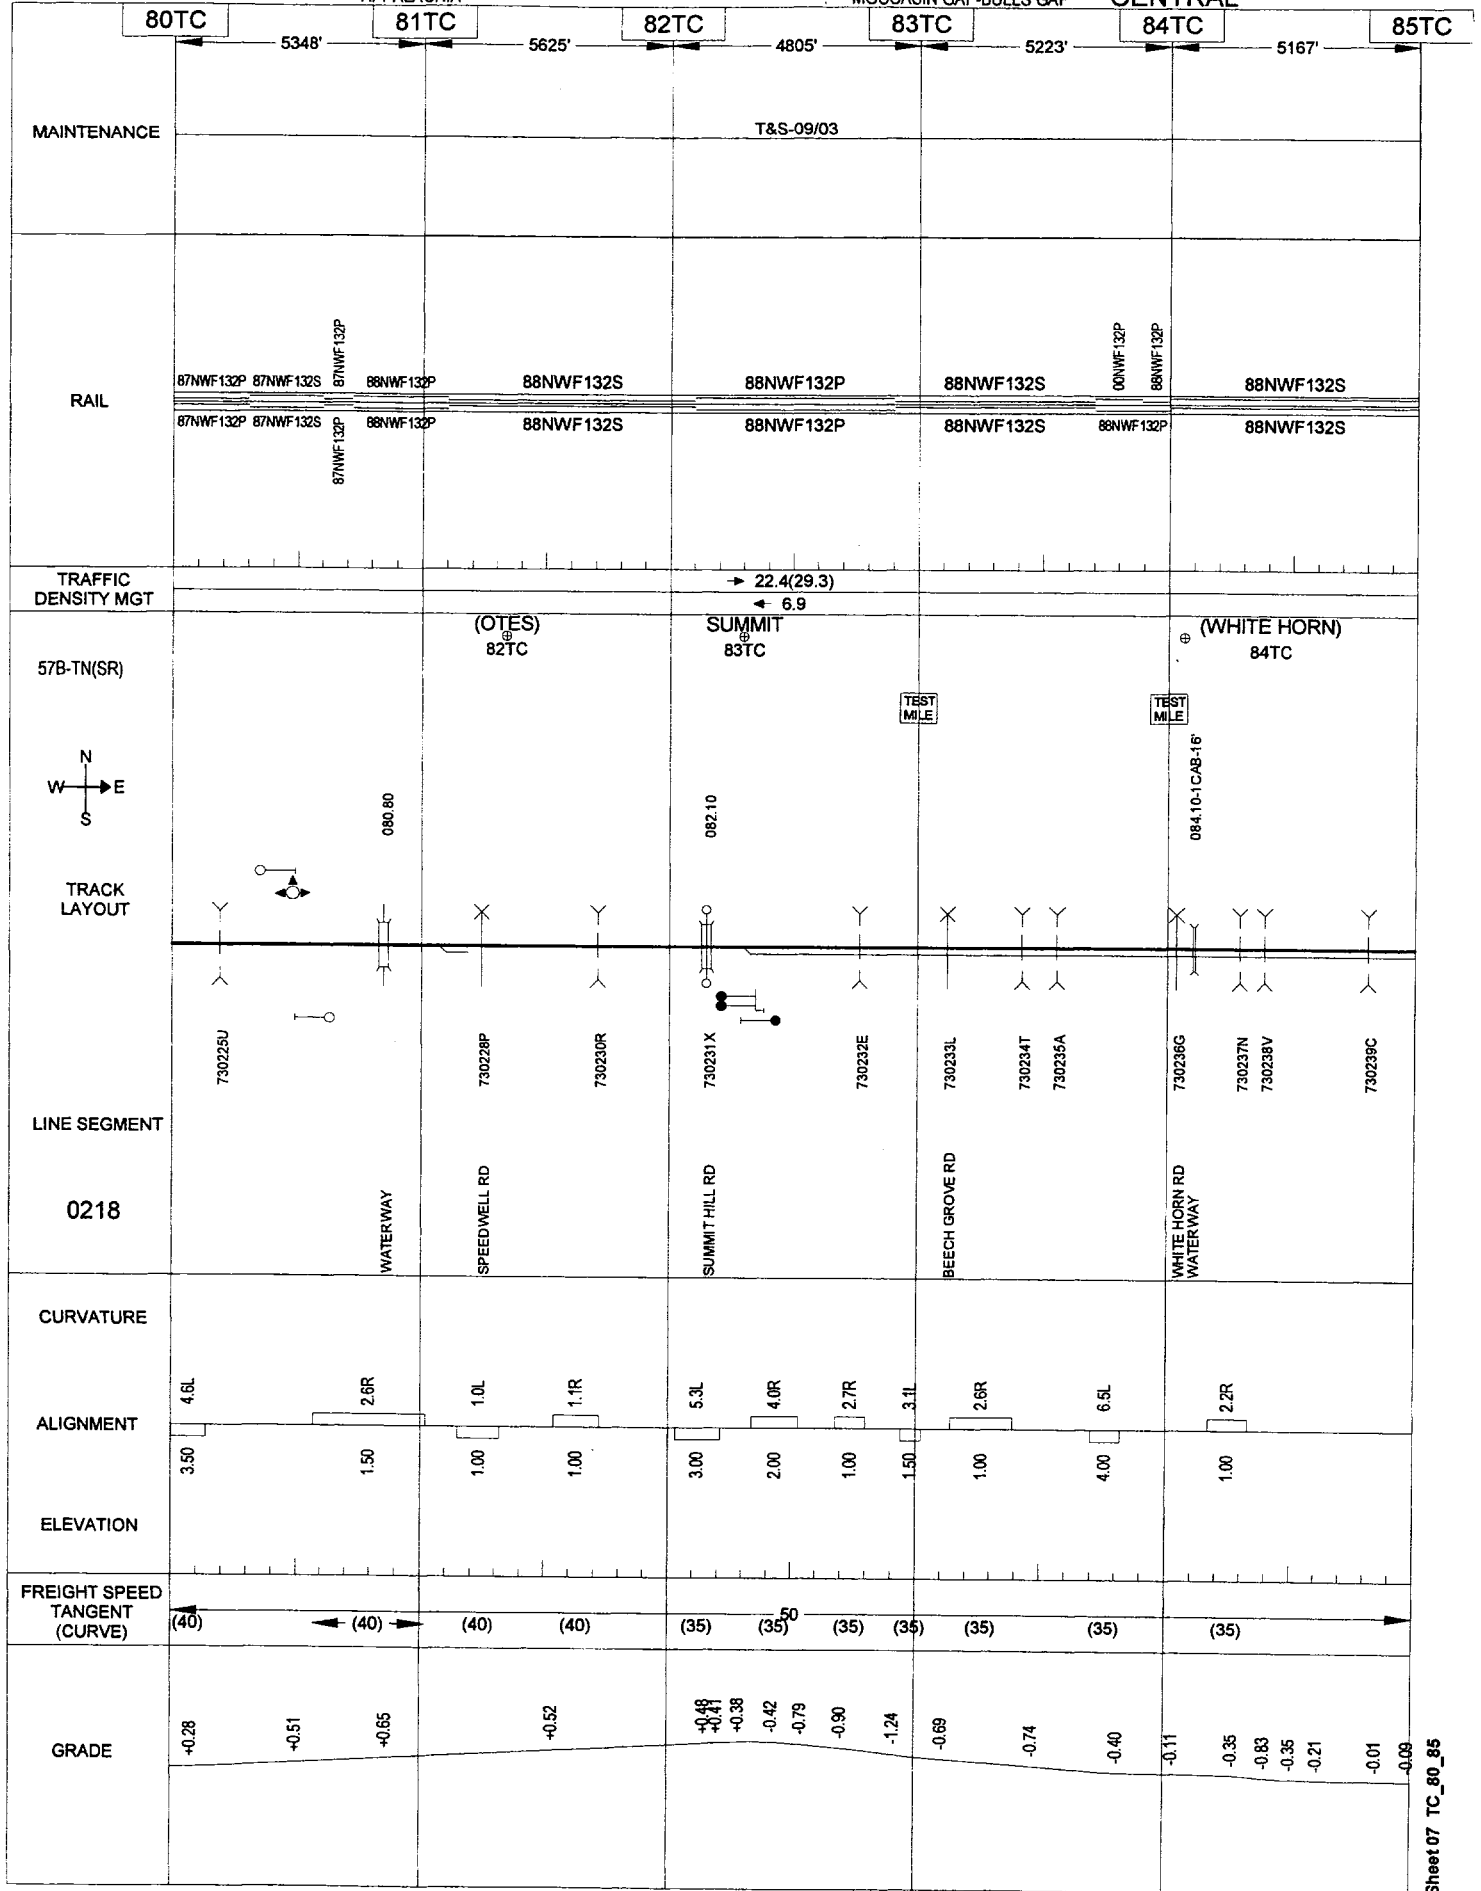 MOCCASIN GAP-BULLS GAP CENTRAL
80TC 81TC 82TC 83TC 84TC 85TC
5348' 5625' 4805' 5223' 5167'
MAINTENANCE
T&S-09/03
RAIL
87NWF132P 87NWF132S 87NWF132P 88NWF132P 88NWF132S 88NWF132P 88NWF132S 00NWF132P 88NWF132P 88NWF132S
87NWF132P 87NWF132S 87NWF132P 88NWF132P 88NWF132S 88NWF132P 88NWF132S 88NWF132P 88NWF132S
TRAFFIC
DENSITY MGT
22.4(29.3)
6.9
(OTES) SUMMIT (WHITE HORN)
82TC 83TC 84TC
57B-TN(SR)
TEST
MILE
TEST
MILE
N
W E
S
080.80 082.10 084.10-1CAB-16'
TRACK
LAYOUT
730225U 730228P 730230R 730231X 730232E 730233L 730234T 730235A 730236G 730237N 730238V 730239C
LINE SEGMENT
0218
WATERWAY SPEEDWELL RD SUMMIT HILL RD BEECH GROVE RD WHITE HORN RD WATERWAY
CURVATURE
4.6L 2.6R 1.0L 1.1R 5.3L 4.0R 2.7R 3.1L 2.6R 6.5L 2.2R
ALIGNMENT
3.50 1.50 1.00 1.00 3.00 2.00 1.00 1.50 1.00 4.00 1.00
ELEVATION
FREIGHT SPEED
TANGENT
(CURVE)
50
(40) (40) (40) (40) (35) (35) (35) (35) (35) (35) (35)
GRADE
+0.28 +0.51 +0.65 +0.52 +0.48 +0.41 +0.38 -0.42 -0.79 -0.90 -1.24 -0.69 -0.74 -0.40 -0.11 -0.35 -0.83 -0.35 -0.21 -0.01 -0.09
Sheet 07 TC_80_85